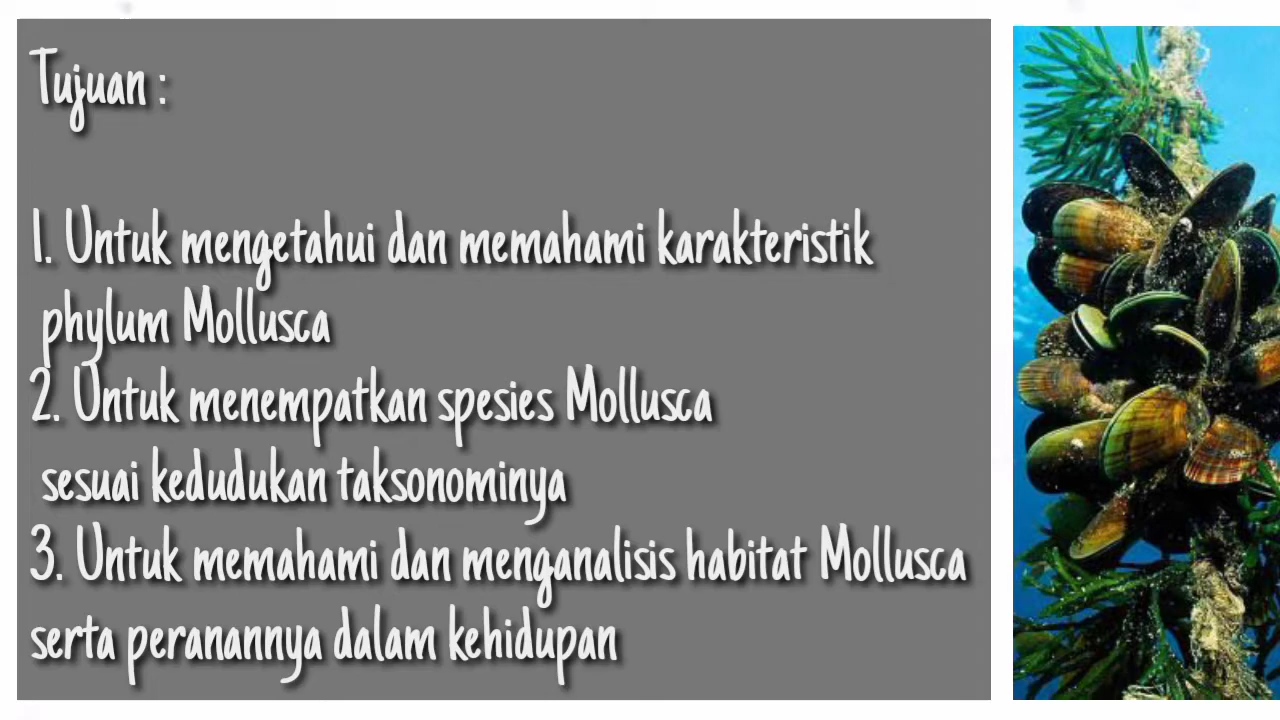 Tujuan :
1. Untuk mengetahui dan memahami karakteristik
phylum Mollusca
2. Untuk menempatkan spesies Mollusca
sesuai kedudukan taksonominya
3. Untuk memahami dan menganalisis habitat Mollusca
serta peranannya dalam kehidupan